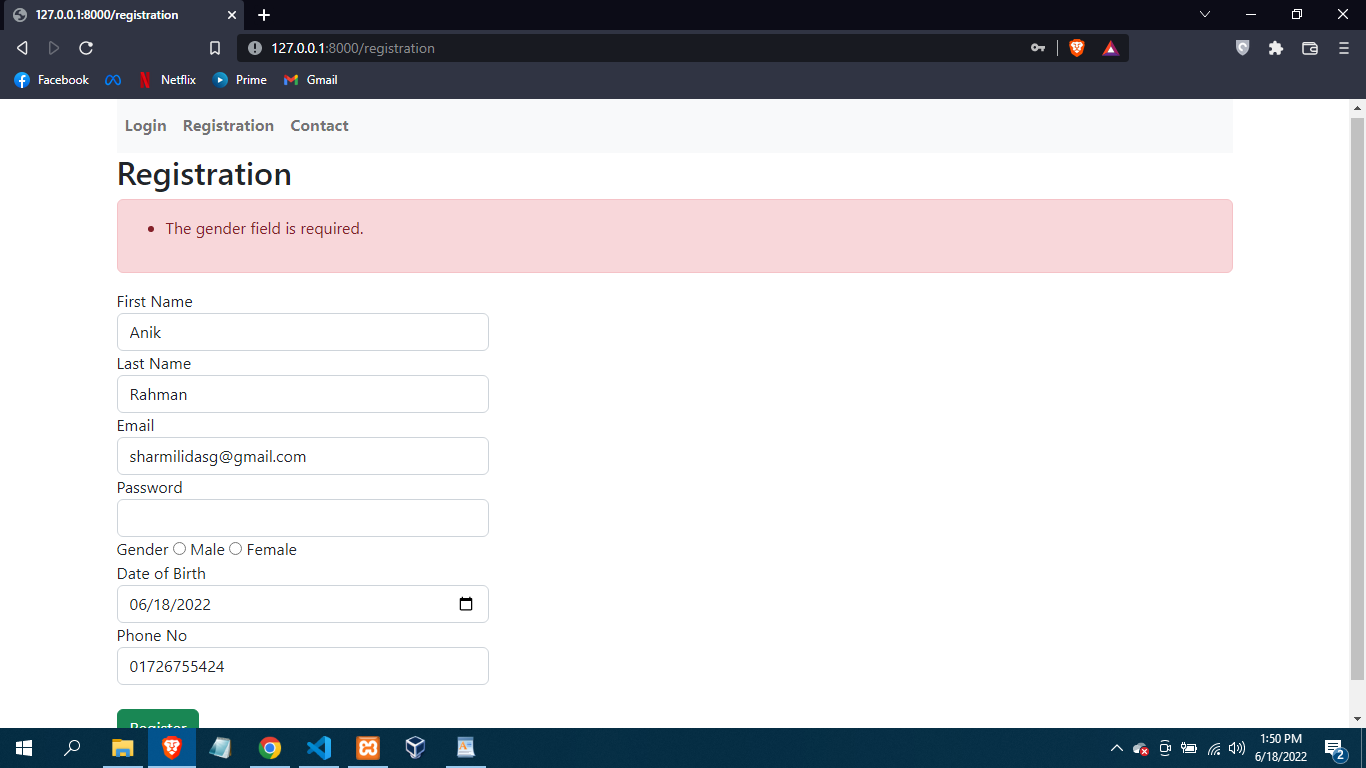 127.0.0.1:8000/registration
127.0.0.1:8000/registration
Facebook Netflix Prime Gmail
Login Registration Contact
Registration
The gender field is required.
First Name
Anik
Last Name
Rahman
Email
sharmilidasg@gmail.com
Password
Gender Male Female
Date of Birth
06/18/2022
Phone No
01726755424
Register
1:50 PM
6/18/2022
2